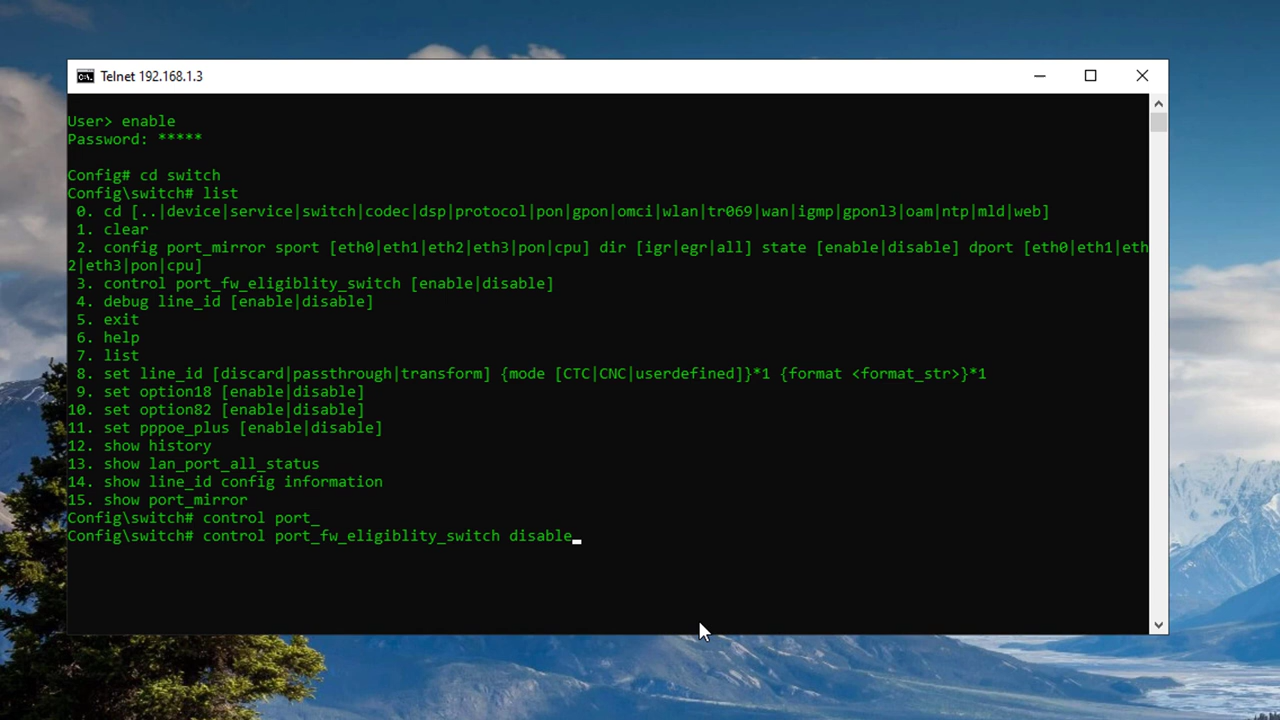 Telnet 192.168.1.3
User> enable
Password: *****
Config# cd switch
Config\switch# list
0. cd [..|device|service|switch|codec|dsp|protocol|pon|gpon|omci|wlan|tr069|wan|igmp|gponl3|oam|ntp|mld|web]
1. clear
2. config port_mirror sport [eth0|eth1|eth2|eth3|pon|cpu] dir [igr|egr|all] state [enable|disable] dport [eth0|eth1|eth
2|eth3|pon|cpu]
3. control port_fw_eligiblity_switch [enable|disable]
4. debug line_id [enable|disable]
5. exit
6. help
7. list
8. set line_id [discard|passthrough|transform] {mode [CTC|CNC|userdefined]}*1 {format <format_str>}*1
9. set option18 [enable|disable]
10. set option82 [enable|disable]
11. set pppoe_plus [enable|disable]
12. show history
13. show lan_port_all_status
14. show line_id config information
15. show port_mirror
Config\switch# control port_
Config\switch# control port_fw_eligiblity_switch disable